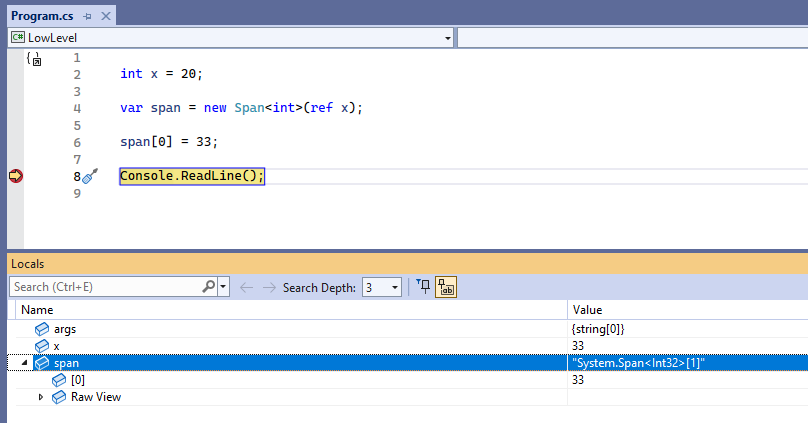 Program.cs
C# LowLevel
1
2 int x = 20;
3
4 var span = new Span<int>(ref x);
5
6 span[0] = 33;
7
8 Console.ReadLine();
9
Locals
Search (Ctrl+E) Search Depth: 3 ab
Name Value
args {string[0]}
x 33
span "System.Span<Int32>[1]"
[0] 33
Raw View